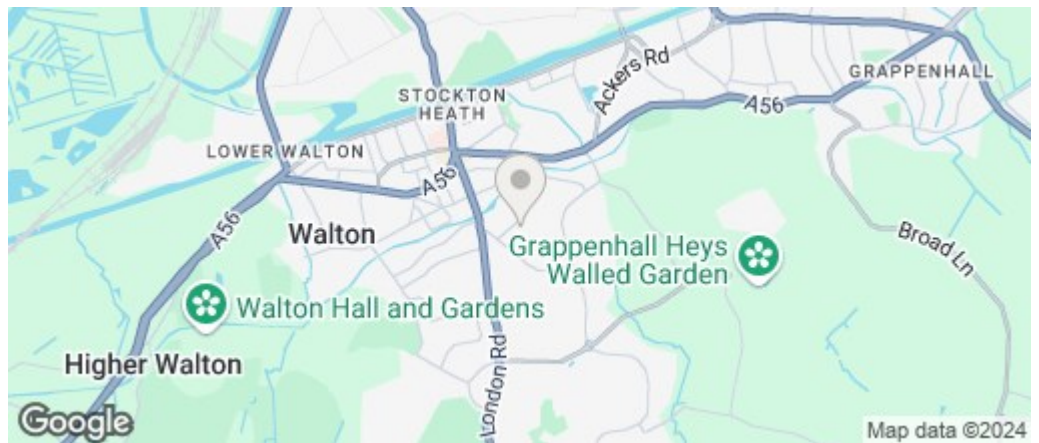 Ackers Rd
GRAPPENHALL
STOCKTON
HEATH
A56
LOWER WALTON
A56
A56
Walton
Broad Ln
Grappenhall Heys
Walled Garden
Walton Hall and Gardens
London Rd
Higher Walton
Google
Map data ©2024